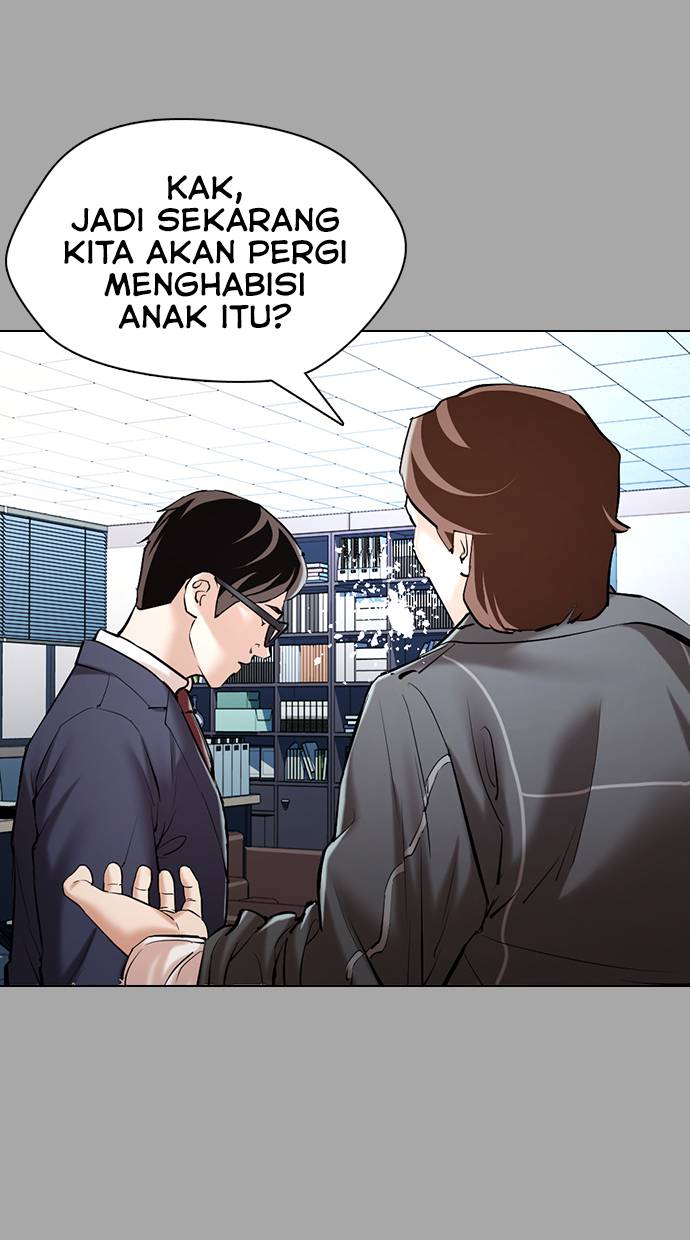 KAK,
JADI SEKARANG
KITA AKAN PERGI
MENGHABISI
ANAK ITU?